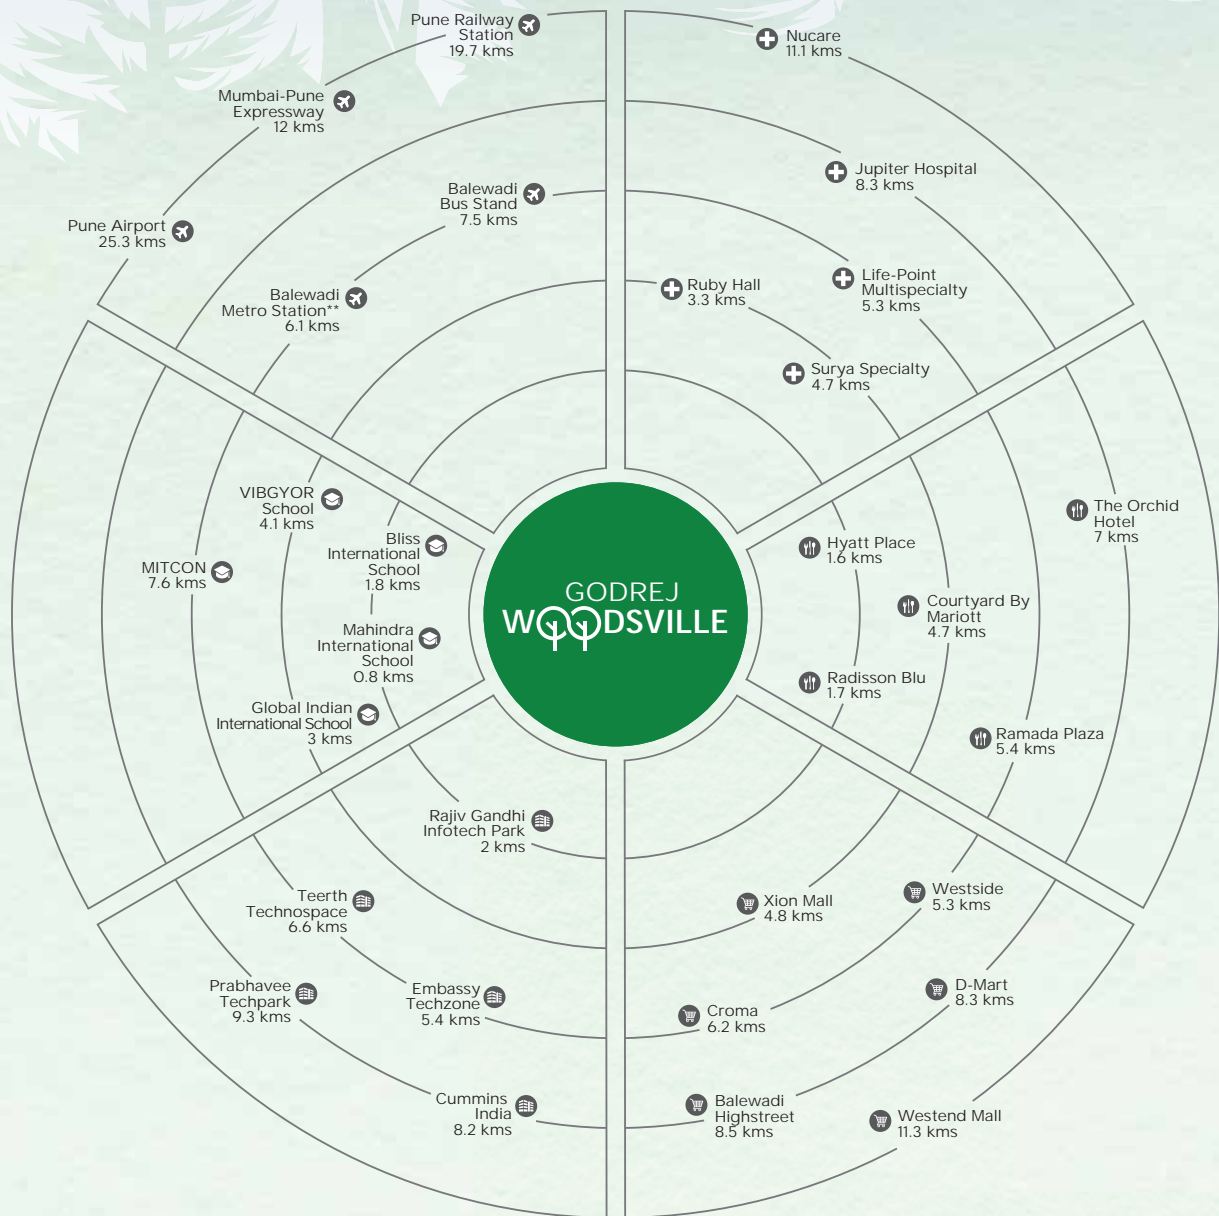 Pune Railway
Station
19.7 kms
Mumbai-Pune
Expressway
12 kms
Pune Airport
25.3 kms
Balewadi
Bus Stand
7.5 kms
Balewadi
Metro Station**
6.1 kms
Nucare
11.1 kms
Jupiter Hospital
8.3 kms
Life-Point
Multispecialty
5.3 kms
Ruby Hall
3.3 kms
Surya Specialty
4.7 kms
VIBGYOR
School
4.1 kms
Bliss
International
School
1.8 kms
MITCON
7.6 kms
Mahindra
International
School
0.8 kms
Global Indian
International School
3 kms
GODREJ
WOODSVILLE
The Orchid
Hotel
7 kms
Hyatt Place
1.6 kms
Courtyard By
Mariott
4.7 kms
Radisson Blu
1.7 kms
Ramada Plaza
5.4 kms
Rajiv Gandhi
Infotech Park
2 kms
Teerth
Technospace
6.6 kms
Prabhavee
Techpark
9.3 kms
Embassy
Techzone
5.4 kms
Cummins
India
8.2 kms
Xion Mall
4.8 kms
Westside
5.3 kms
D-Mart
8.3 kms
Croma
6.2 kms
Balewadi
Highstreet
8.5 kms
Westend Mall
11.3 kms